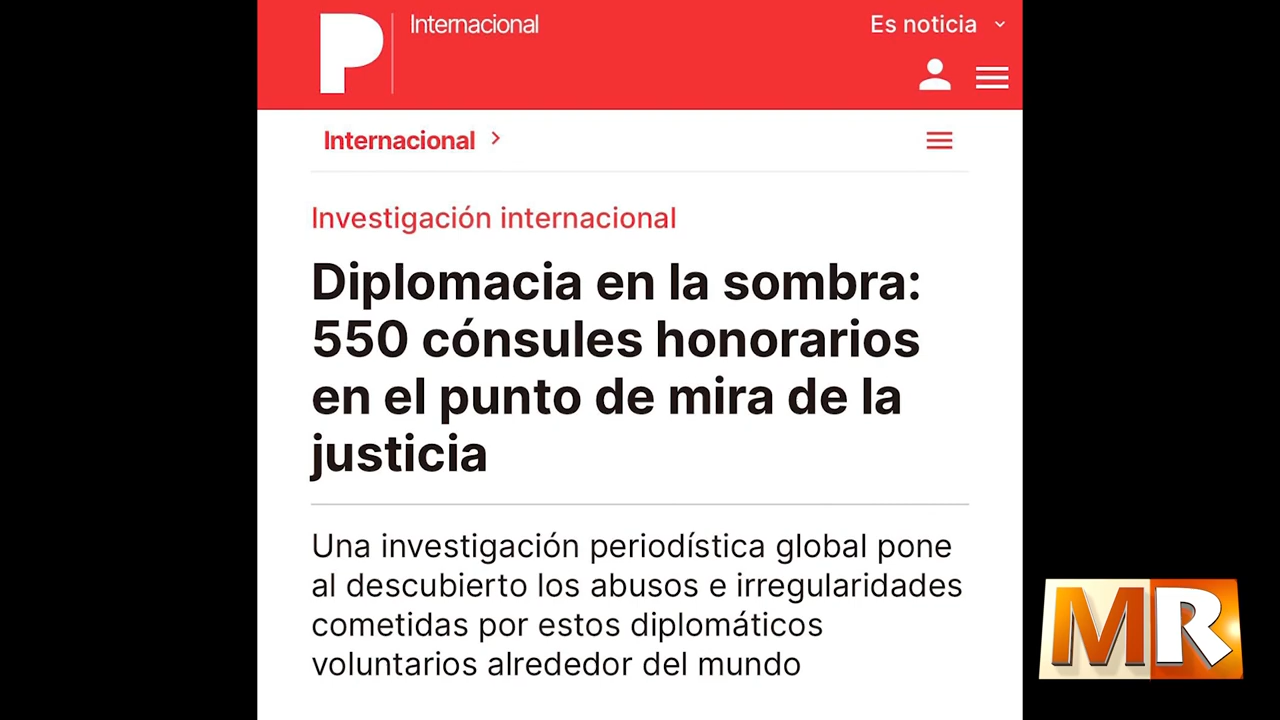 P
Internacional
Es noticia
Internacional
Investigación internacional
Diplomacia en la sombra:
550 cónsules honorarios
en el punto de mira de la
justicia
Una investigación periodística global pone
al descubierto los abusos e irregularidades
cometidas por estos diplomáticos
voluntarios alrededor del mundo
MR